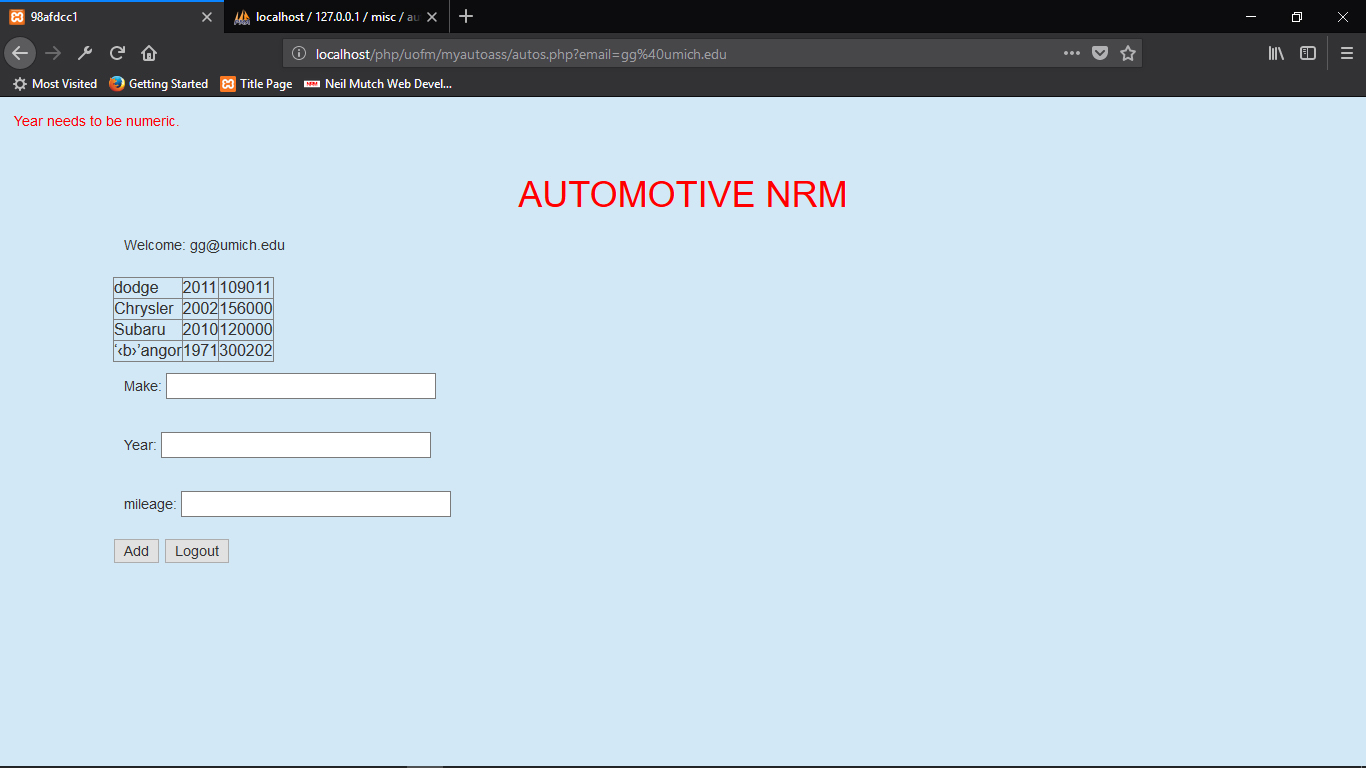 98afdcc1
localhost / 127.0.0.1 / misc / au
localhost/php/uofm/myautoass/autos.php?email=gg%40umich.edu
Most Visited Getting Started Title Page Neil Mutch Web Devel...
Year needs to be numeric.
AUTOMOTIVE NRM
Welcome: gg@umich.edu
dodge 2011 109011
Chrysler 2002 156000
Subaru 2010 120000
‘‹b›’angor 1971 300202
Make:
Year:
mileage:
Add Logout